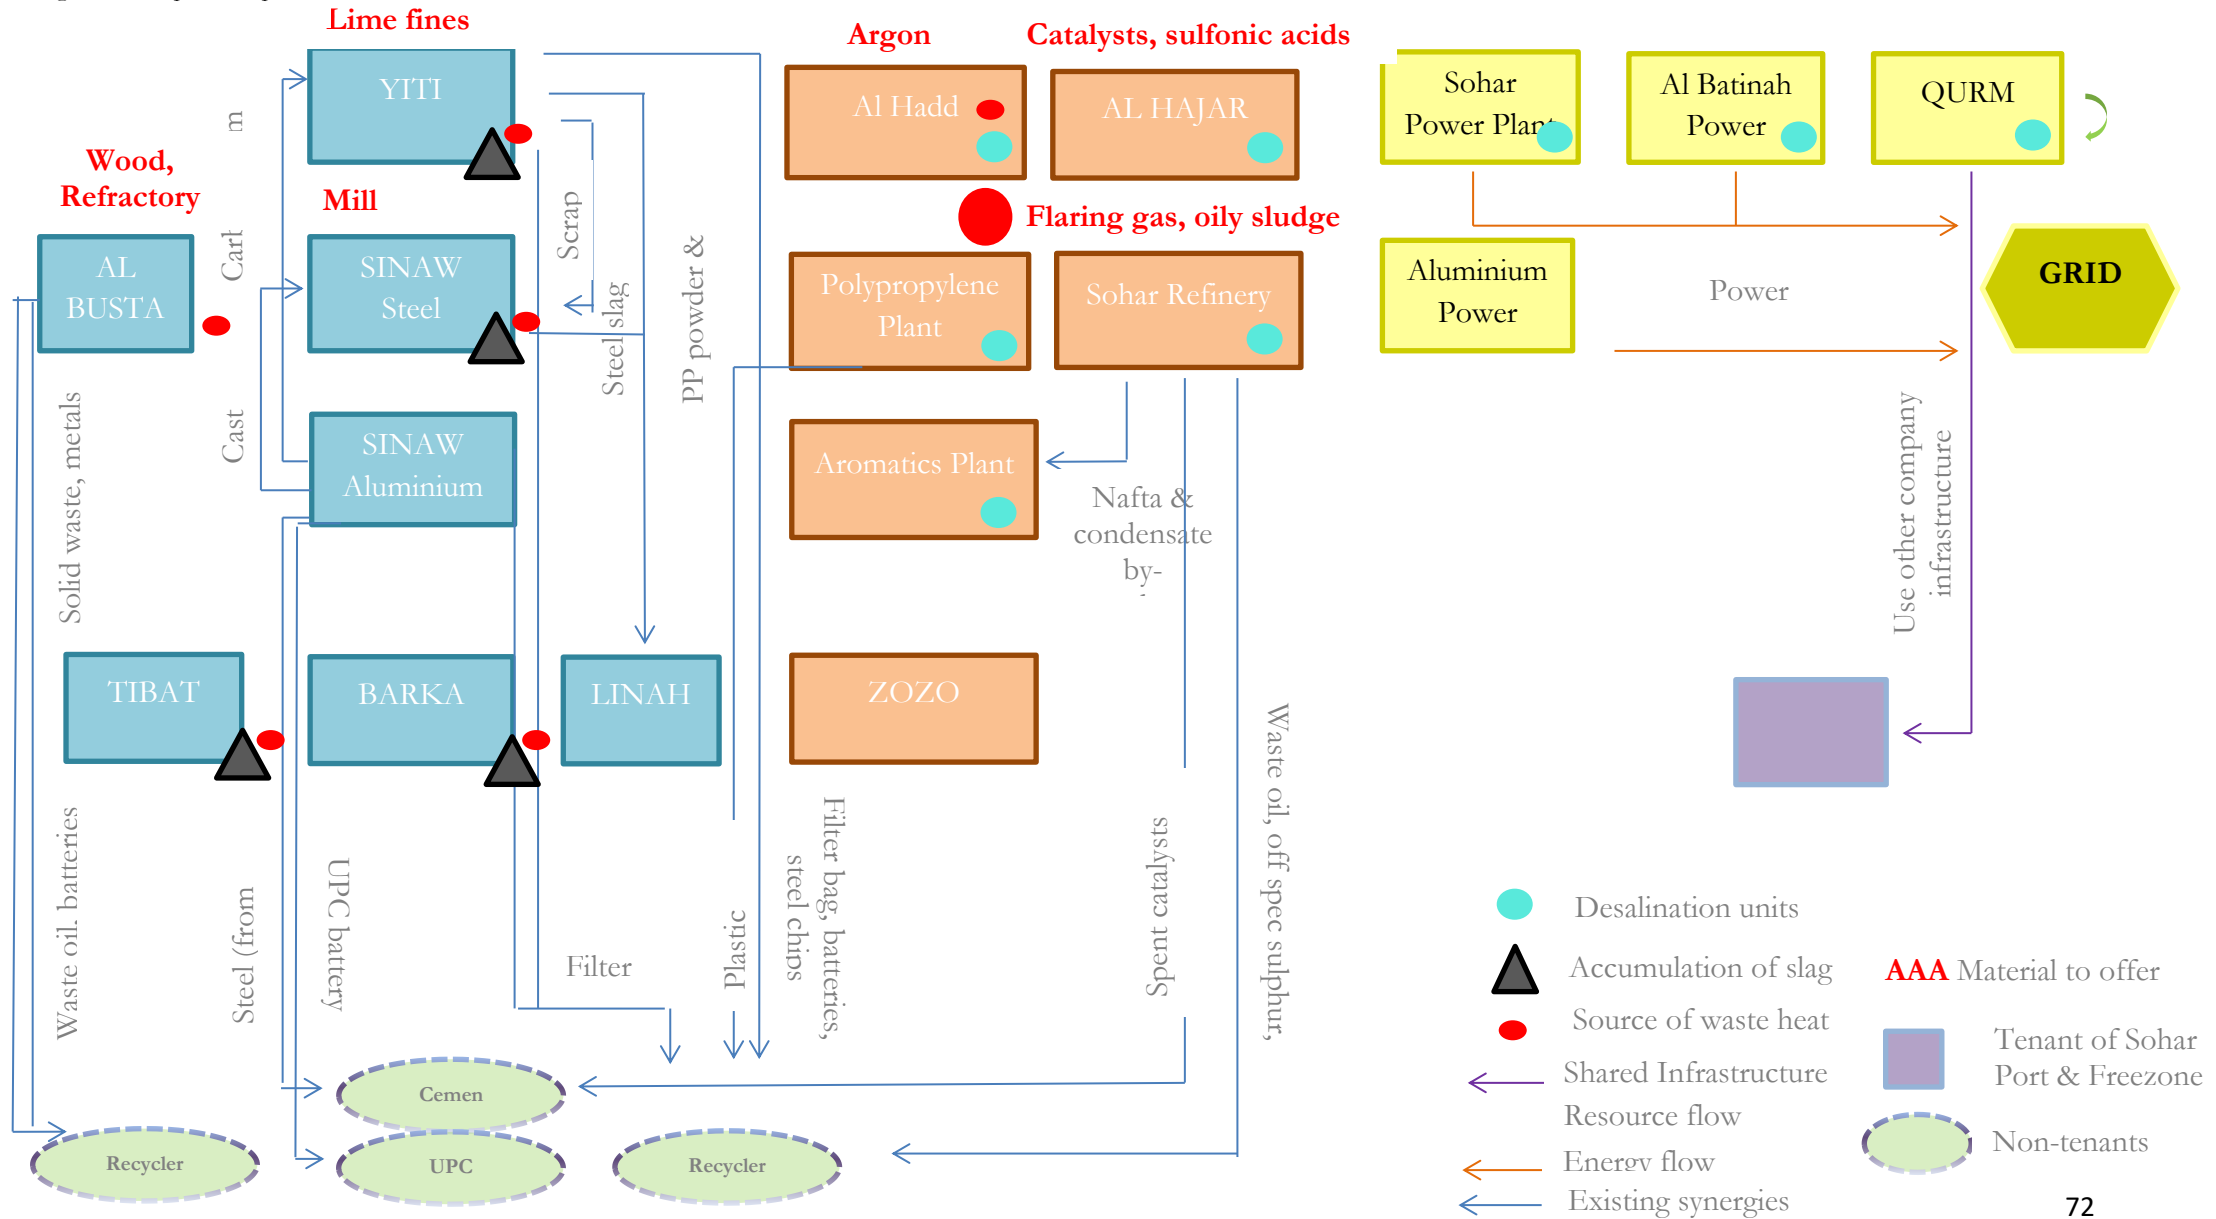 Lime fines
Argon
Catalysts, sulfonic acids
YITI
Al Hadd
AL HAJAR
Sohar
Power Plant
Al Batinah
Power
QURM
m
Wood,
Refractory
Mill
Scrap
Flaring gas, oily sludge
Carl
PP powder &
AL
BUSTA
SINAW
Steel
Steel slag
Polypropylene
Plant
Sohar Refinery
Aluminium
Power
Power
GRID
Cast
Solid waste, metals
SINAW
Aluminium
Aromatics Plant
Nafta &
condensate
by-
Use other company
infrastructure
TIBAT
BARKA
LINAH
ZOZO
Waste oil. batteries
Steel (from
UPC battery
Filter
Plastic
Filter bag, batteries,
steel chips
Spent catalysts
Waste oil, off spec sulphur,
Desalination units
Accumulation of slag
AAA Material to offer
Source of waste heat
Shared Infrastructure
Resource flow
Tenant of Sohar
Port & Freezone
Energy flow
Non-tenants
Existing synergies
Cemen
Recycler
UPC
Recycler
72